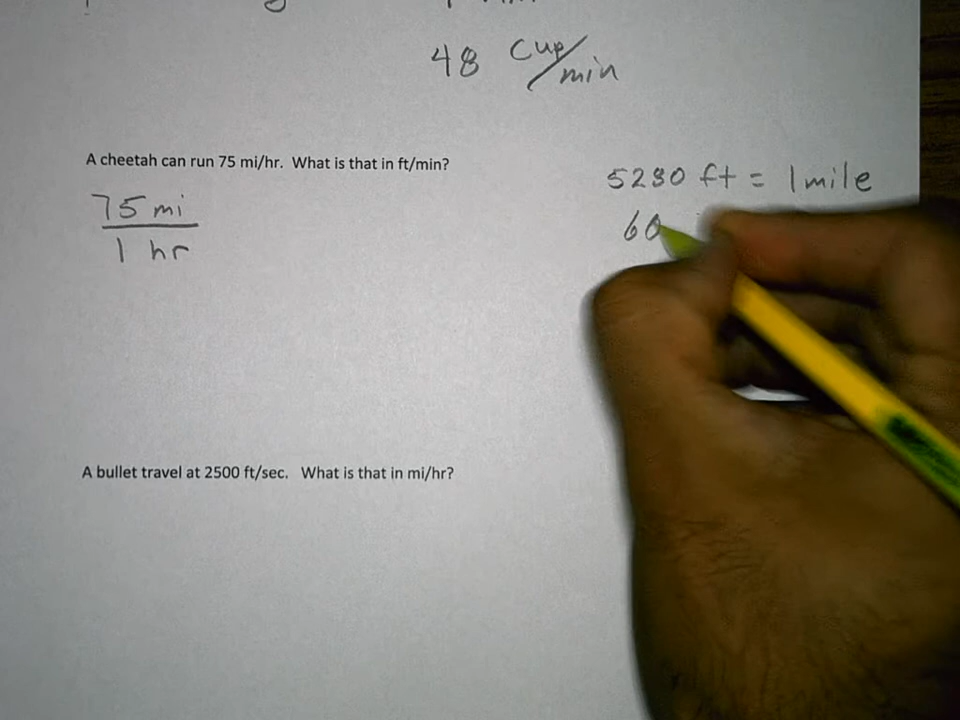 48 cup/min
A cheetah can run 75 mi/hr. What is that in ft/min?
5280 ft = 1 mile
75 mi
1 hr
60
A bullet travel at 2500 ft/sec. What is that in mi/hr?